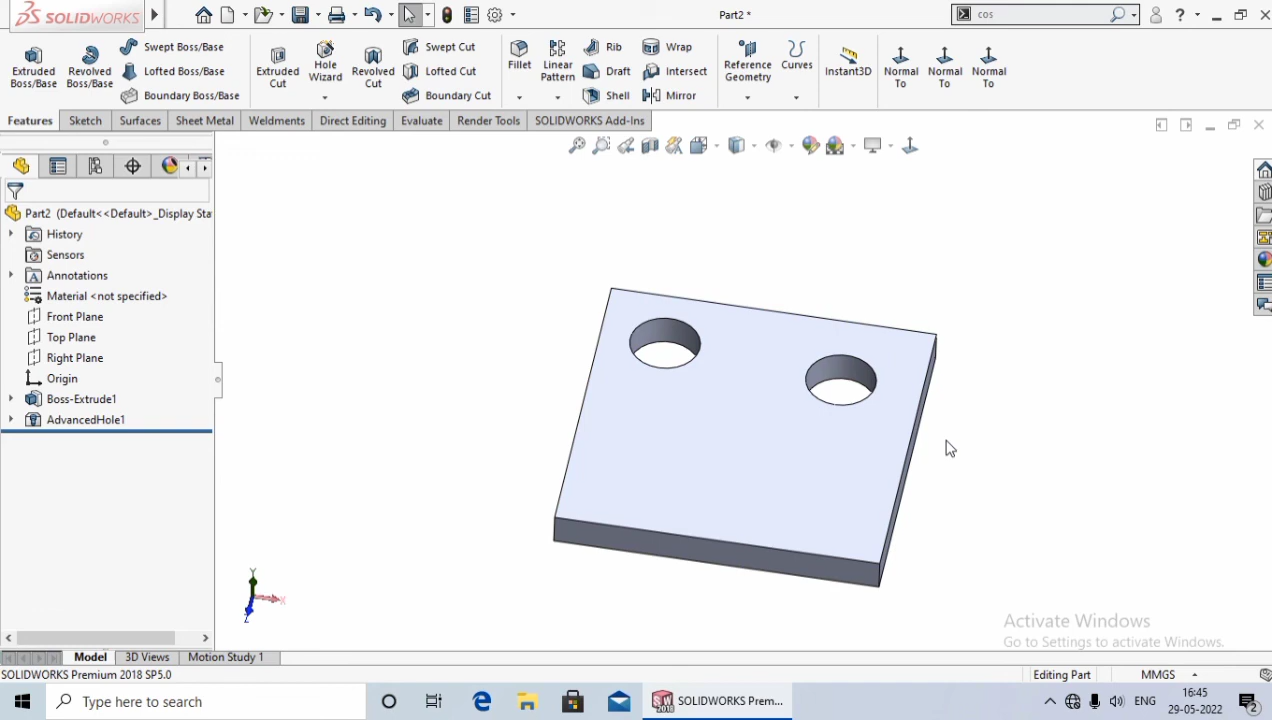 SOLIDWORKS
Part2 *
cos
Extruded Boss/Base
Revolved Boss/Base
Swept Boss/Base
Lofted Boss/Base
Boundary Boss/Base
Extruded Cut
Hole Wizard
Revolved Cut
Swept Cut
Lofted Cut
Boundary Cut
Fillet
Linear Pattern
Rib
Draft
Shell
Wrap
Intersect
Mirror
Reference Geometry
Curves
Instant3D
Normal To
Normal To
Normal To
Features
Sketch
Surfaces
Sheet Metal
Weldments
Direct Editing
Evaluate
Render Tools
SOLIDWORKS Add-Ins
Part2 (Default<<Default>_Display Sta
History
Sensors
Annotations
Material <not specified>
Front Plane
Top Plane
Right Plane
Origin
Boss-Extrude1
AdvancedHole1
Y
X
Z
Activate Windows
Go to Settings to activate Windows.
Model
3D Views
Motion Study 1
SOLIDWORKS Premium 2018 SP5.0
Editing Part
MMGS
Type here to search
SOLIDWORKS Prem...
ENG
16:45
29-05-2022
2